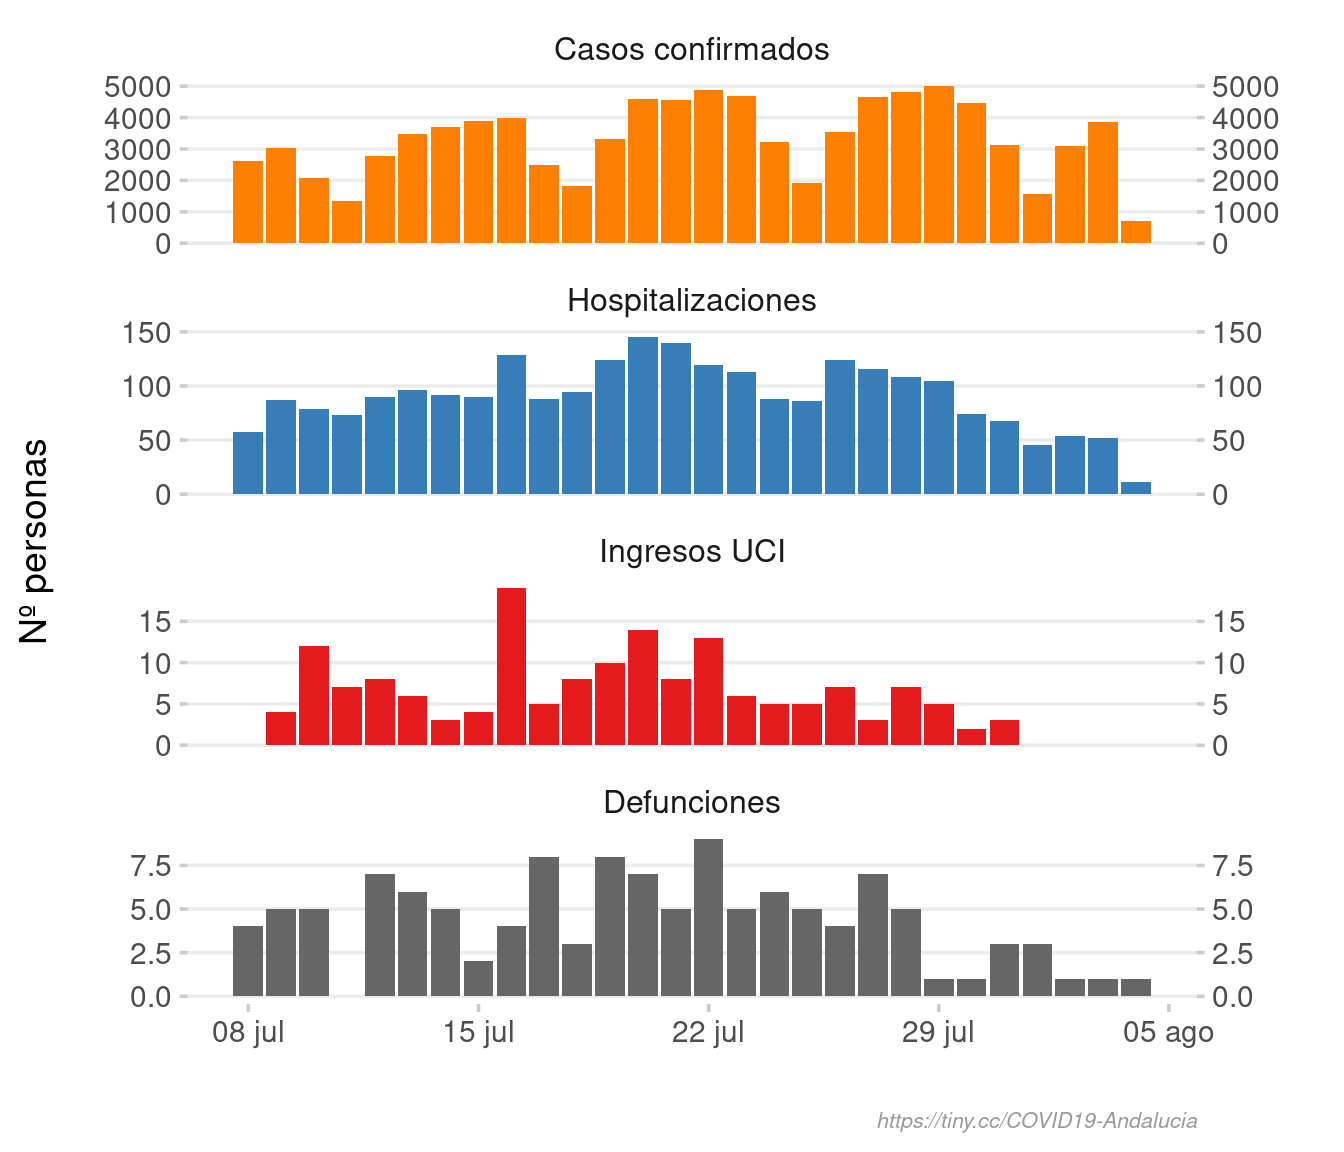 Casos confirmados
5000 5000
4000 4000
3000 3000
2000 2000
1000 1000
0 0
Hospitalizaciones
150 150
100 100
50 50
0 0
Nº personas
Ingresos UCI
15 15
10 10
5 5
0 0
Defunciones
7.5 7.5
5.0 5.0
2.5 2.5
0.0 0.0
08 jul 15 jul 22 jul 29 jul 05 ago
https://tiny.cc/COVID19-Andalucia